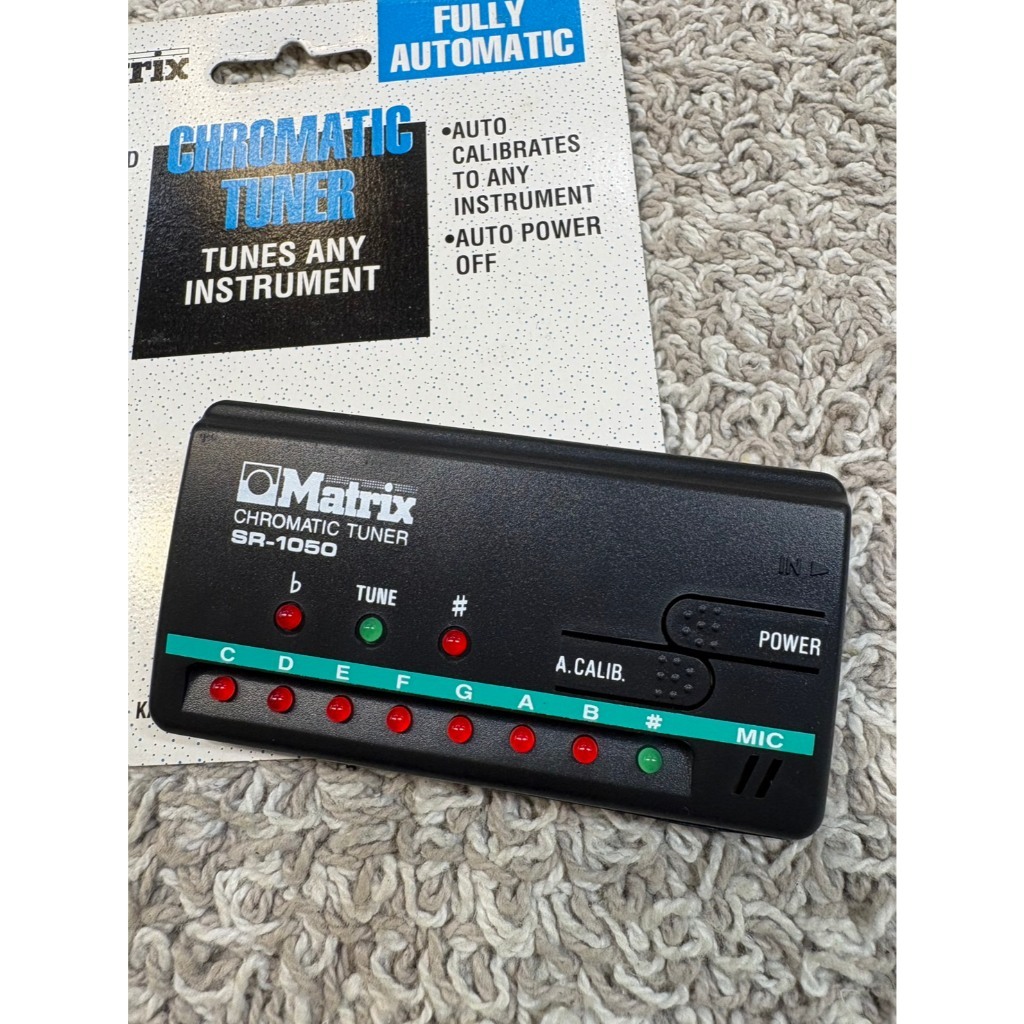 FULLY
AUTOMATIC
CHROMATIC
TUNER
TUNES ANY
INSTRUMENT
•AUTO
CALIBRATES
TO ANY
INSTRUMENT
•AUTO POWER
OFF
Matrix
CHROMATIC TUNER
SR-1050
♭ TUNE #
IN
POWER
A.CALIB.
C D E F G A B #
MIC